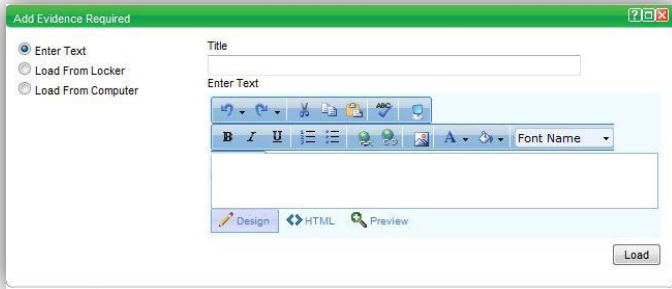 Add Evidence Required
Enter Text
Load From Locker
Load From Computer
Title
Enter Text
ABC
B I U A Font Name
Design HTML Preview
Load